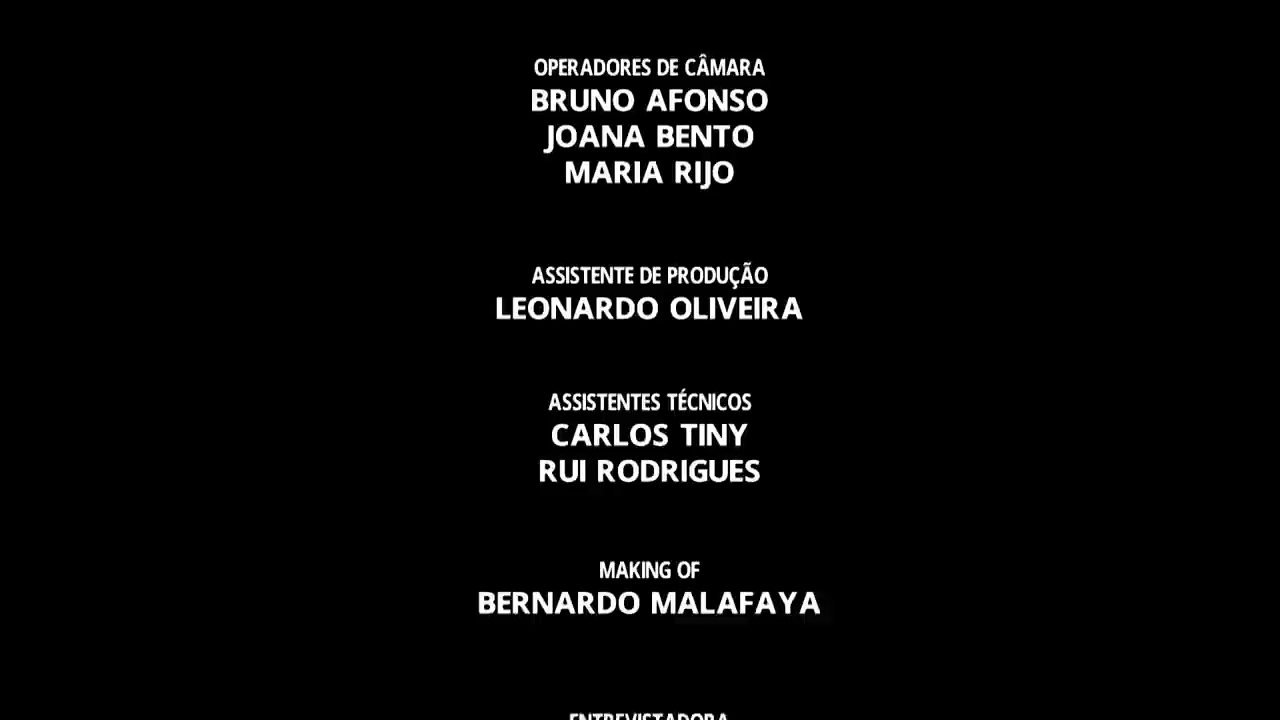 OPERADORES DE CÂMARA
BRUNO AFONSO
JOANA BENTO
MARIA RIJO
ASSISTENTE DE PRODUÇÃO
LEONARDO OLIVEIRA
ASSISTENTES TÉCNICOS
CARLOS TINY
RUI RODRIGUES
MAKING OF
BERNARDO MALAFAYA
ENTREVISTADORA